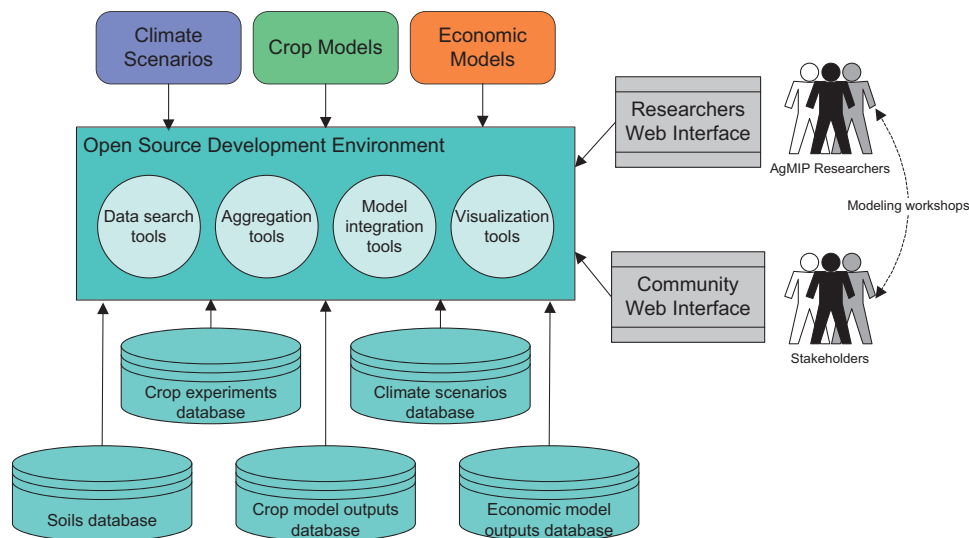 Climate
Scenarios
Crop Models
Economic
Models
Open Source Development Environment
Data search
tools
Aggregation
tools
Model
integration
tools
Visualization
tools
Researchers
Web Interface
AgMIP Researchers
Modeling workshops
Community
Web Interface
Stakeholders
Crop experiments
database
Climate scenarios
database
Soils database
Crop model outputs
database
Economic model
outputs database